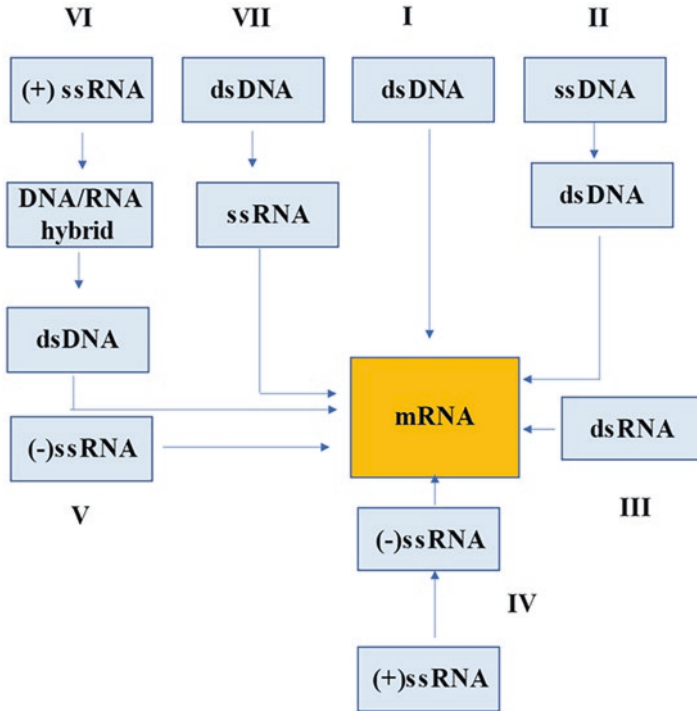 VI
VII
I
II
(+) ssRNA
dsDNA
dsDNA
ssDNA
DNA/RNA
hybrid
ssRNA
dsDNA
dsDNA
mRNA
dsRNA
(-)ssRNA
V
III
(-)ssRNA
IV
(+)ssRNA